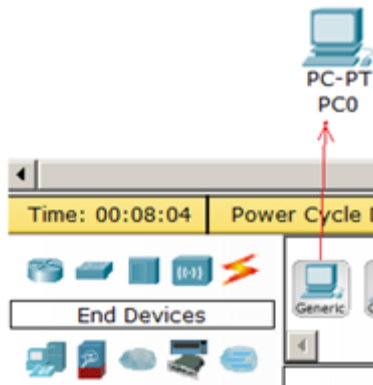 PC-PT
PC0
Time: 00:08:04
Power Cycle
Generic
End Devices